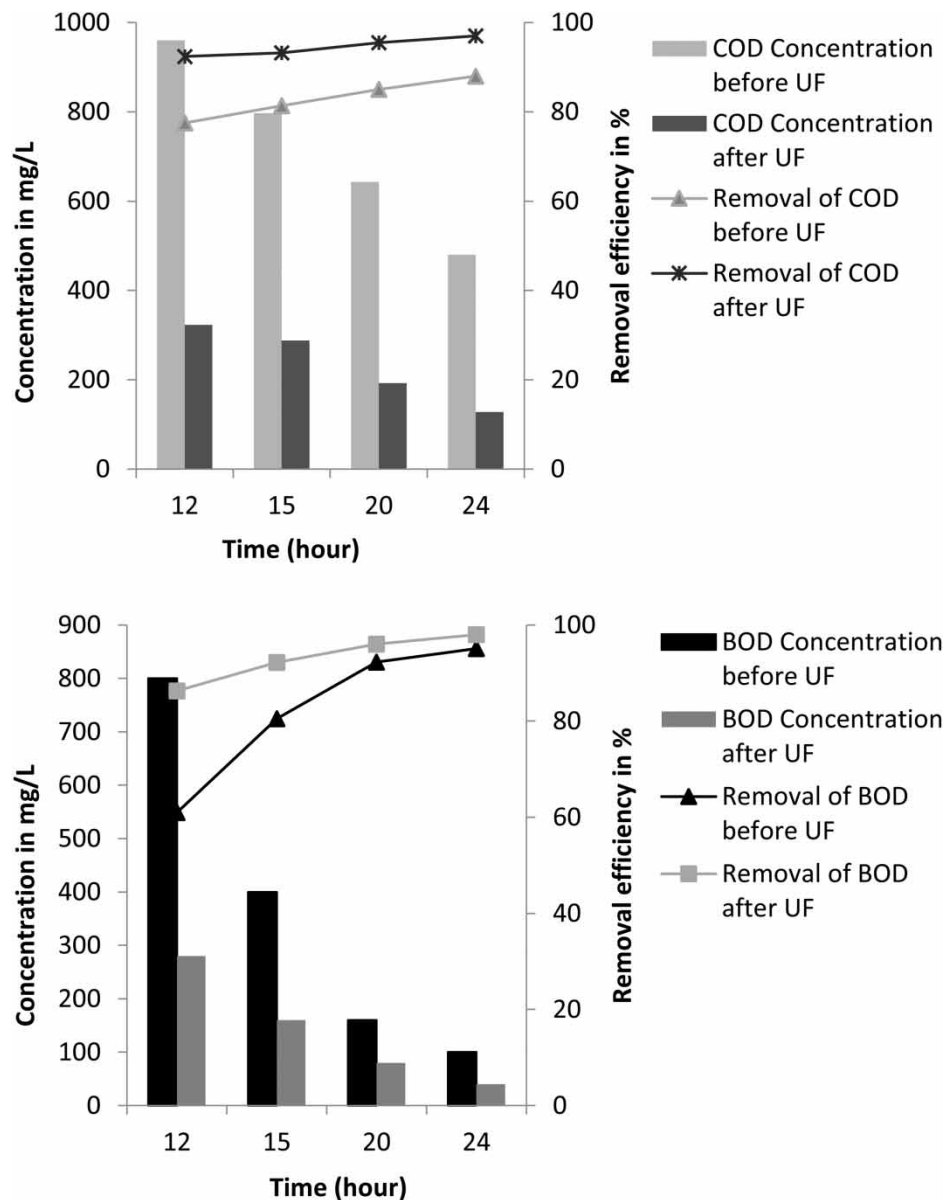 1000
800
600
400
200
0
Concentration in mg/L
100
80
60
40
20
0
Removal efficiency in %
12 15 20 24
Time (hour)
COD Concentration
before UF
COD Concentration
after UF
Removal of COD
before UF
Removal of COD
after UF
900
800
700
600
500
400
300
200
100
0
Concentration in mg/L
100
80
60
40
20
0
Removal efficiency in %
12 15 20 24
Time (hour)
BOD Concentration
before UF
BOD Concentration
after UF
Removal of BOD
before UF
Removal of BOD
after UF